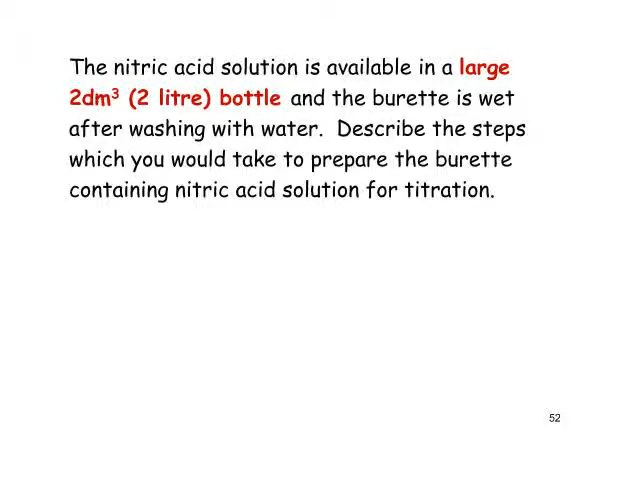 The nitric acid solution is available in a large
2dm³ (2 litre) bottle and the burette is wet
after washing with water. Describe the steps
which you would take to prepare the burette
containing nitric acid solution for titration.
52